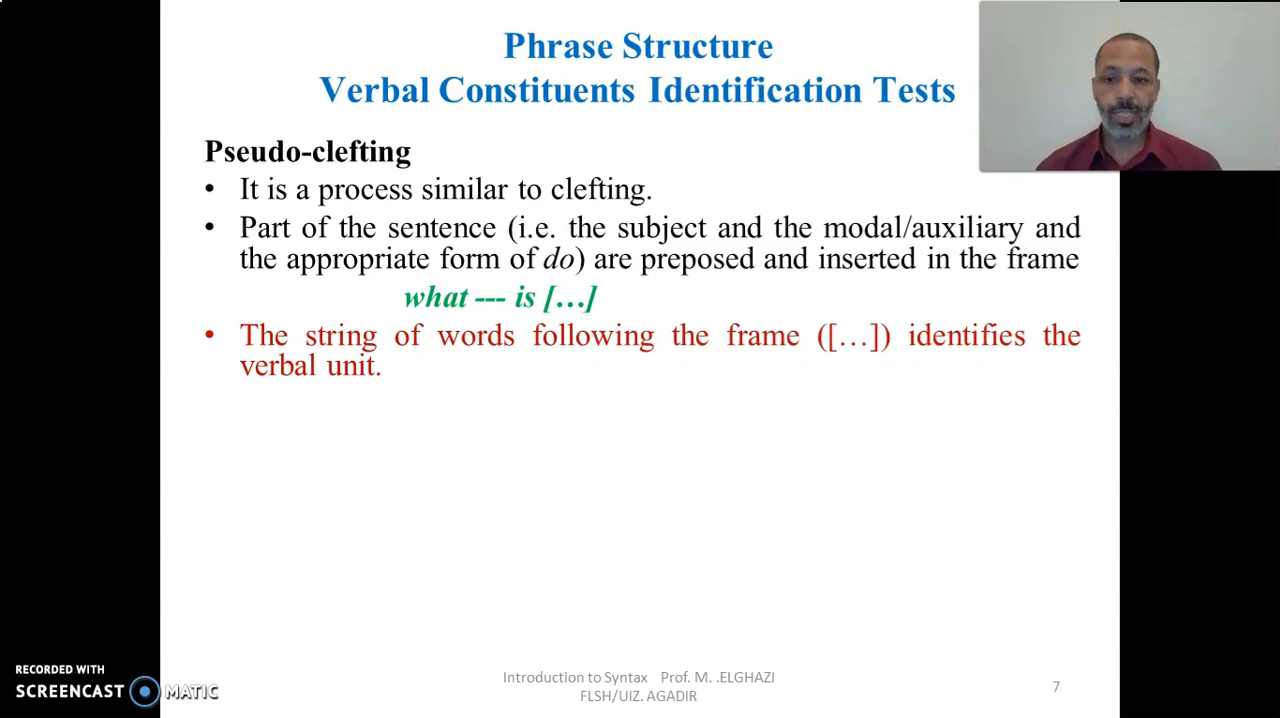 Phrase Structure
Verbal Constituents Identification Tests
Pseudo-clefting
• It is a process similar to clefting.
• Part of the sentence (i.e. the subject and the modal/auxiliary and
the appropriate form of do) are preposed and inserted in the frame
what --- is […]
• The string of words following the frame ([…]) identifies the
verbal unit.
RECORDED WITH
SCREENCAST MATIC
Introduction to Syntax Prof. M. .ELGHAZI
FLSH/UIZ. AGADIR
7